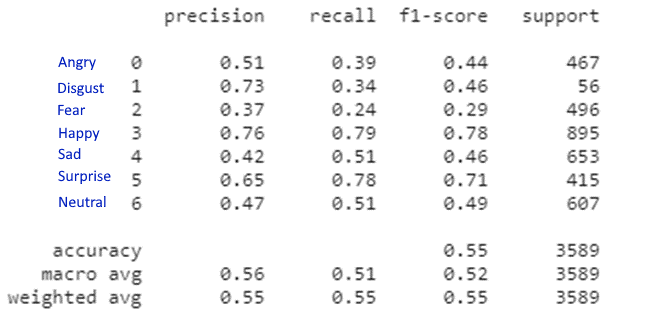 precision recall f1-score support
Angry 0 0.51 0.39 0.44 467
Disgust 1 0.73 0.34 0.46 56
Fear 2 0.37 0.24 0.29 496
Happy 3 0.76 0.79 0.78 895
Sad 4 0.42 0.51 0.46 653
Surprise 5 0.65 0.78 0.71 415
Neutral 6 0.47 0.51 0.49 607
accuracy 0.55 3589
macro avg 0.56 0.51 0.52 3589
weighted avg 0.55 0.55 0.55 3589